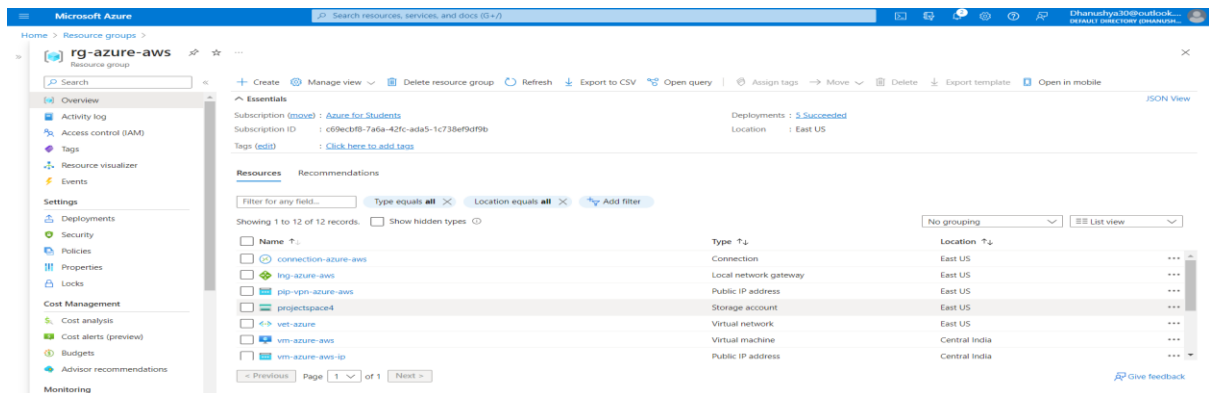 Microsoft Azure Search resources, services, and docs (G+/) Dhanushya30@outlook....
DEFAULT DIRECTORY (DHANUSH...
Home > Resource groups >
rg-azure-aws ...
Resource group
Search + Create Manage view Delete resource group Refresh Export to CSV Open query Assign tags Move Delete Export template Open in mobile
Overview
Activity log
Access control (IAM)
Tags
Resource visualizer
Events
Settings
Deployments
Security
Policies
Properties
Locks
Cost Management
Cost analysis
Cost alerts (preview)
Budgets
Advisor recommendations
Monitoring
Essentials JSON View
Subscription (move) : Azure for Students Deployments : 5 Succeeded
Subscription ID : c69ecbf8-7a6a-42fc-ada5-1c738ef9df9b Location : East US
Tags (edit) : Click here to add tags
Resources Recommendations
Filter for any field... Type equals all Location equals all Add filter
Showing 1 to 12 of 12 records. Show hidden types No grouping List view
Name ↑↓ Type ↑↓ Location ↑↓
connection-azure-aws Connection East US
lng-azure-aws Local network gateway East US
pip-vpn-azure-aws Public IP address East US
projectspace4 Storage account East US
vet-azure Virtual network East US
vm-azure-aws Virtual machine Central India
vm-azure-aws-ip Public IP address Central India
< Previous Page 1 of 1 Next > Give feedback